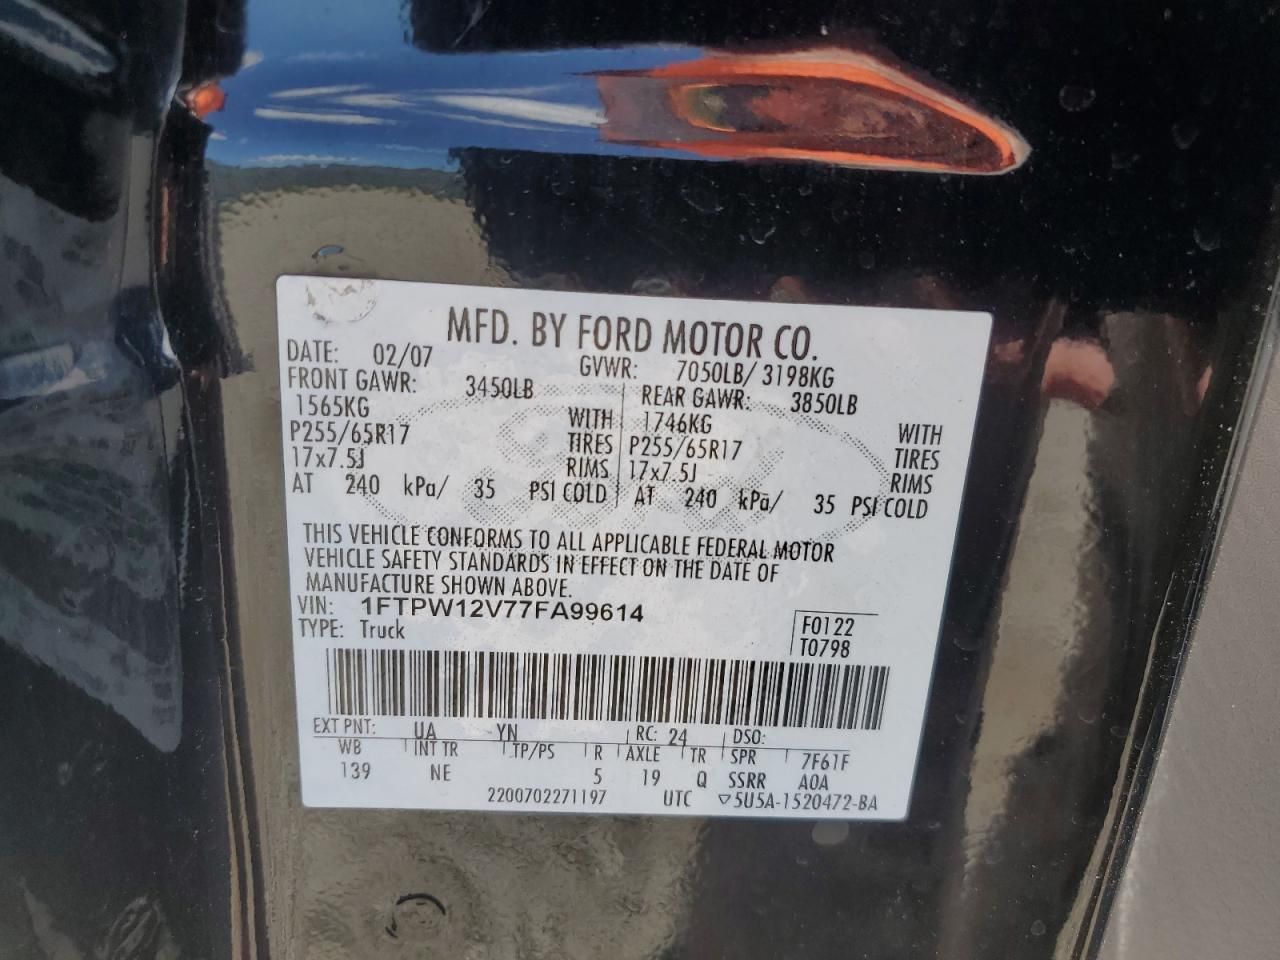 MFD. BY FORD MOTOR CO.
DATE: 02/07 GVWR: 7050LB/ 3198KG
FRONT GAWR: 3450LB REAR GAWR: 3850LB
1565KG WITH 1746KG WITH
P255/65R17 TIRES P255/65R17 TIRES
17x7.5J RIMS 17x7.5J RIMS
AT 240 kPa/ 35 PSI COLD AT 240 kPa/ 35 PSI COLD
THIS VEHICLE CONFORMS TO ALL APPLICABLE FEDERAL MOTOR
VEHICLE SAFETY STANDARDS IN EFFECT ON THE DATE OF
MANUFACTURE SHOWN ABOVE.
VIN: 1FTPW12V77FA99614 F0122
TYPE: Truck T0798
EXT PNT: UA YN RC: 24 DSO:
WB INT TR TP/PS R AXLE TR SPR 7F61F
139 NE 5 19 Q SSRR A0A
2200702271197 UTC ▽5U5A-1520472-BA